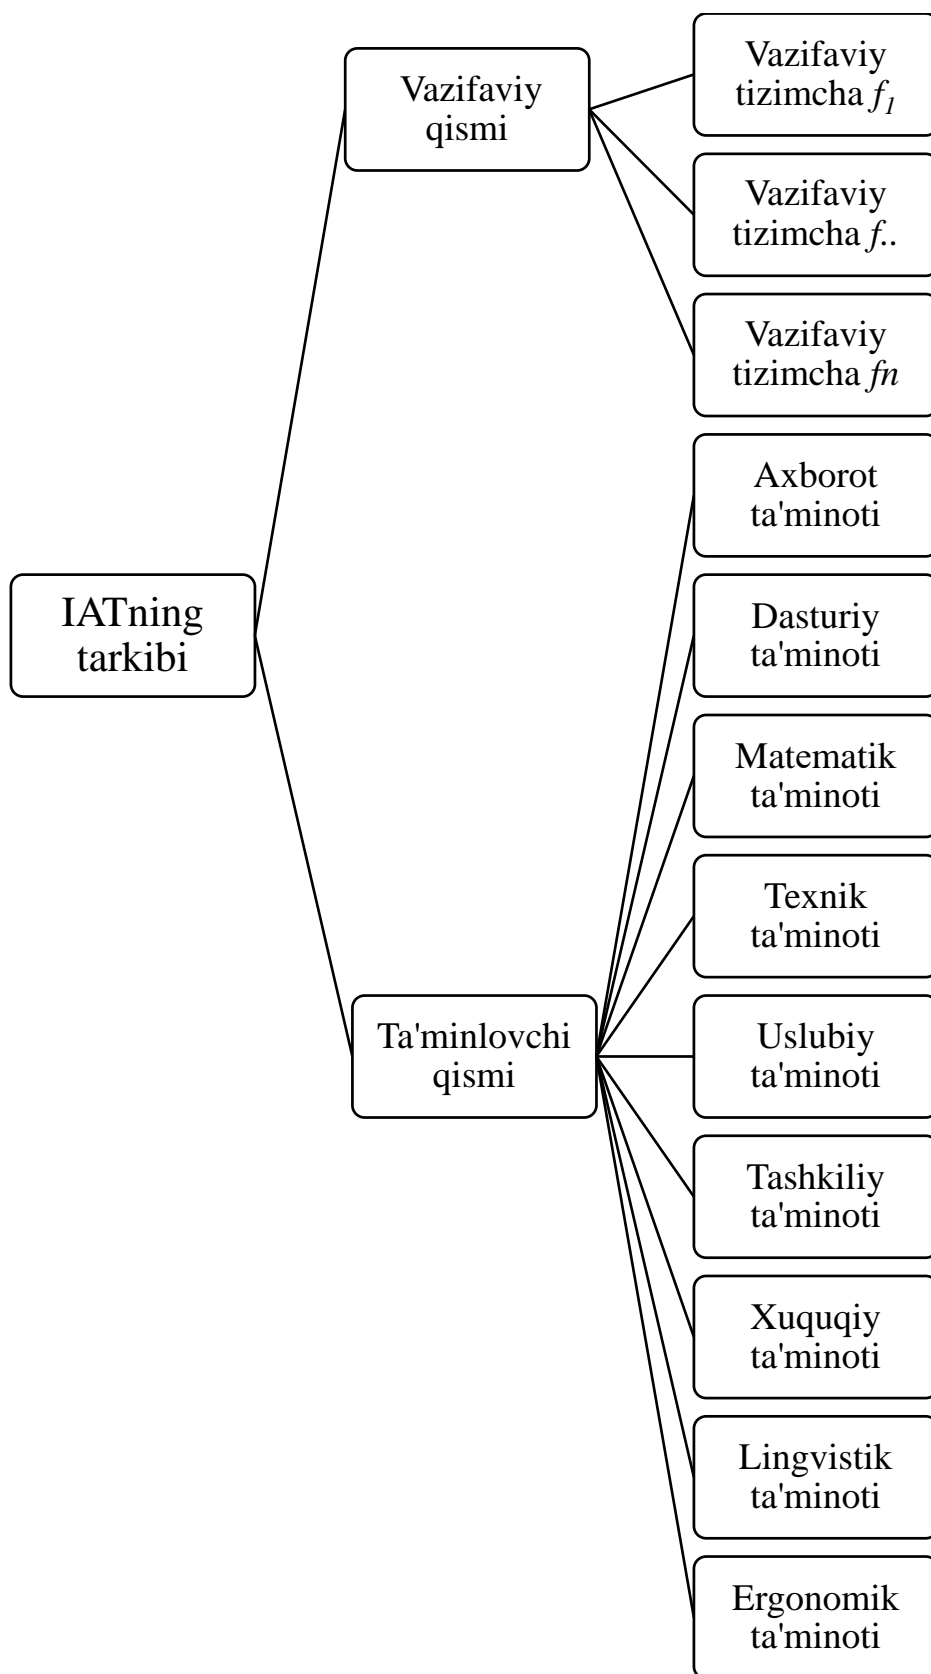 Vazifaviy
tizimcha f1
Vazifaviy
qismi
Vazifaviy
tizimcha f..
Vazifaviy
tizimcha fn
Axborot
ta'minoti
IATning
tarkibi
Dasturiy
ta'minoti
Matematik
ta'minoti
Texnik
ta'minoti
Ta'minlovchi
qismi
Uslubiy
ta'minoti
Tashkiliy
ta'minoti
Xuquqiy
ta'minoti
Lingvistik
ta'minoti
Ergonomik
ta'minoti